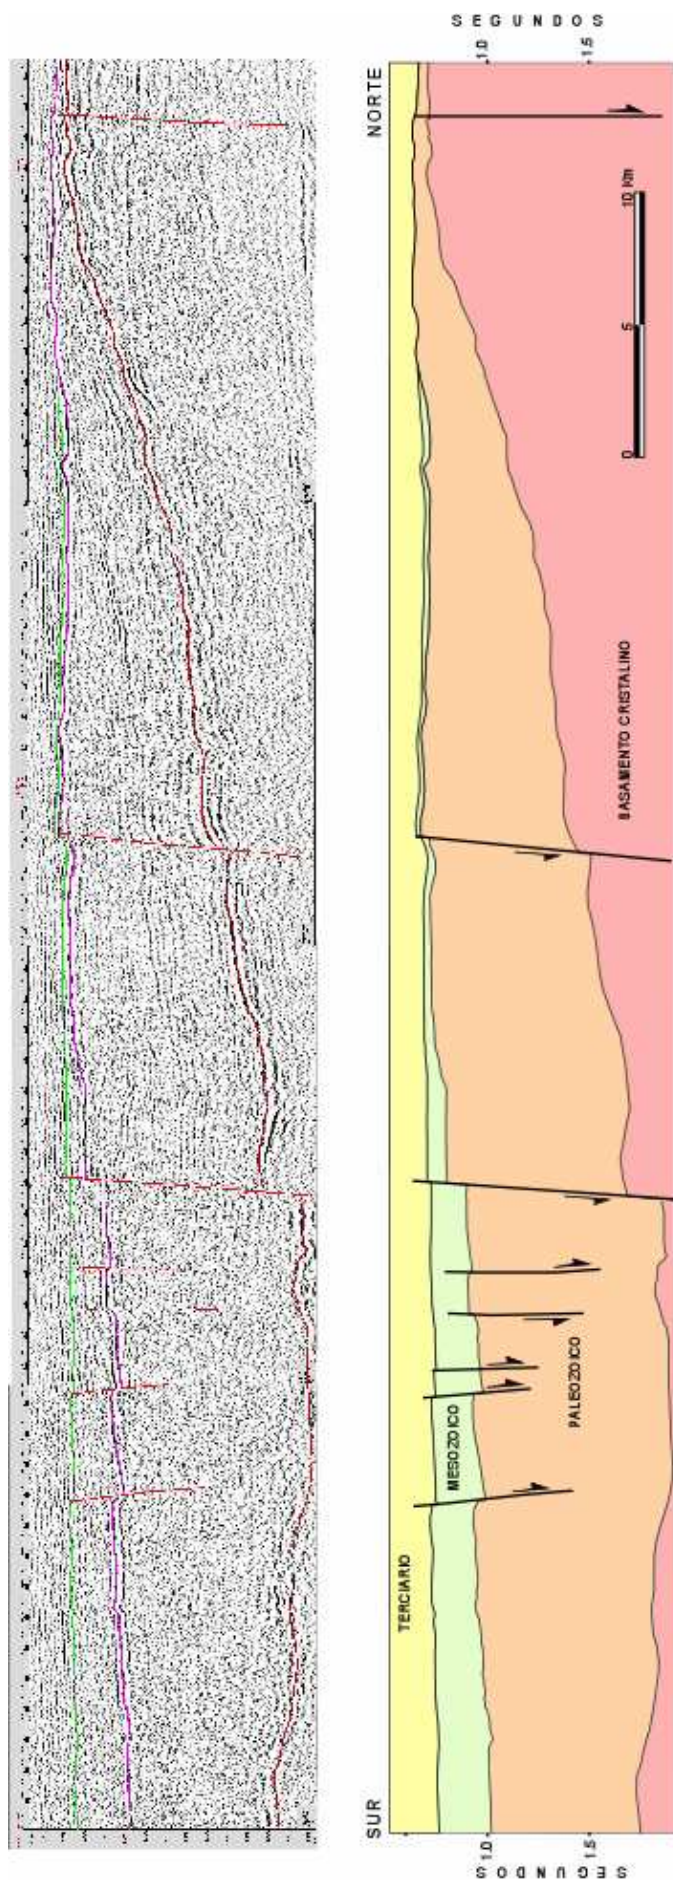 SEGUNDOS
1.0
1.5
NORTE
10 Km
5
0
BASAMENTO CRISTALINO
PALEOZOICO
MESOZOICO
TERCIARIO
SUR
1.0
1.5
SEGUNDOS